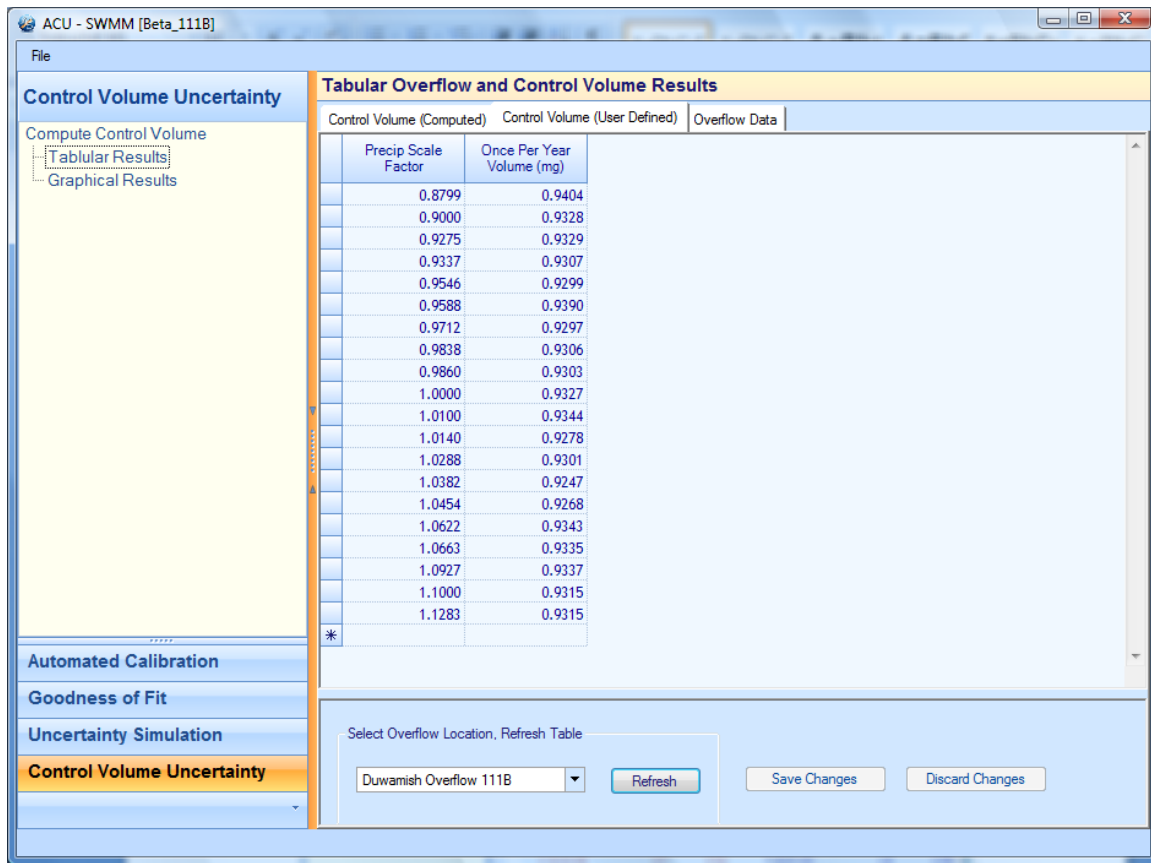 ACU - SWMM [Beta_111B]
File
Control Volume Uncertainty
Compute Control Volume
Tablular Results
Graphical Results
Tabular Overflow and Control Volume Results
Control Volume (Computed) Control Volume (User Defined) Overflow Data
Precip Scale Factor Once Per Year Volume (mg)
0.8799 0.9404
0.9000 0.9328
0.9275 0.9329
0.9337 0.9307
0.9546 0.9299
0.9588 0.9390
0.9712 0.9297
0.9838 0.9306
0.9860 0.9303
1.0000 0.9327
1.0100 0.9344
1.0140 0.9278
1.0288 0.9301
1.0382 0.9247
1.0454 0.9268
1.0622 0.9343
1.0663 0.9335
1.0927 0.9337
1.1000 0.9315
1.1283 0.9315
Automated Calibration
Goodness of Fit
Uncertainty Simulation
Control Volume Uncertainty
Select Overflow Location, Refresh Table
Duwamish Overflow 111B Refresh Save Changes Discard Changes